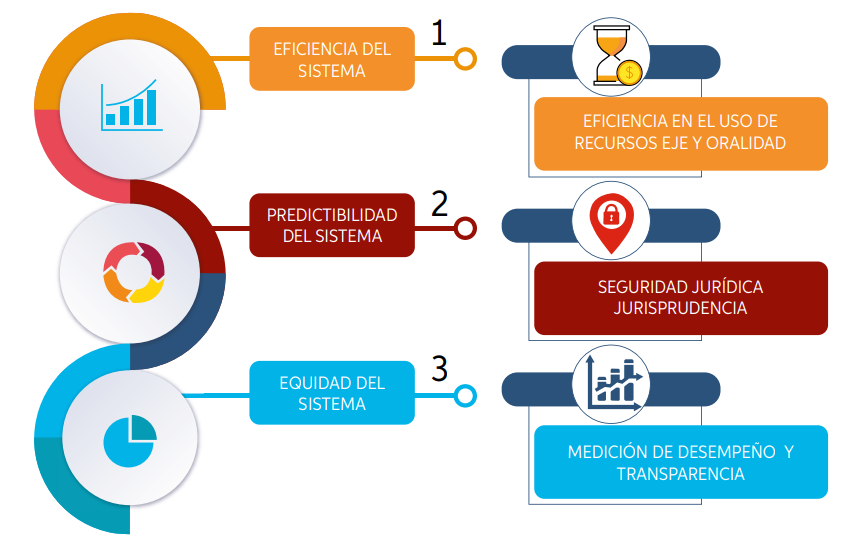 1
EFICIENCIA DEL
SISTEMA
EFICIENCIA EN EL USO DE
RECURSOS EJE Y ORALIDAD
2
PREDICTIBILIDAD
DEL SISTEMA
SEGURIDAD JURÍDICA
JURISPRUDENCIA
3
EQUIDAD DEL
SISTEMA
MEDICIÓN DE DESEMPEÑO Y
TRANSPARENCIA
$